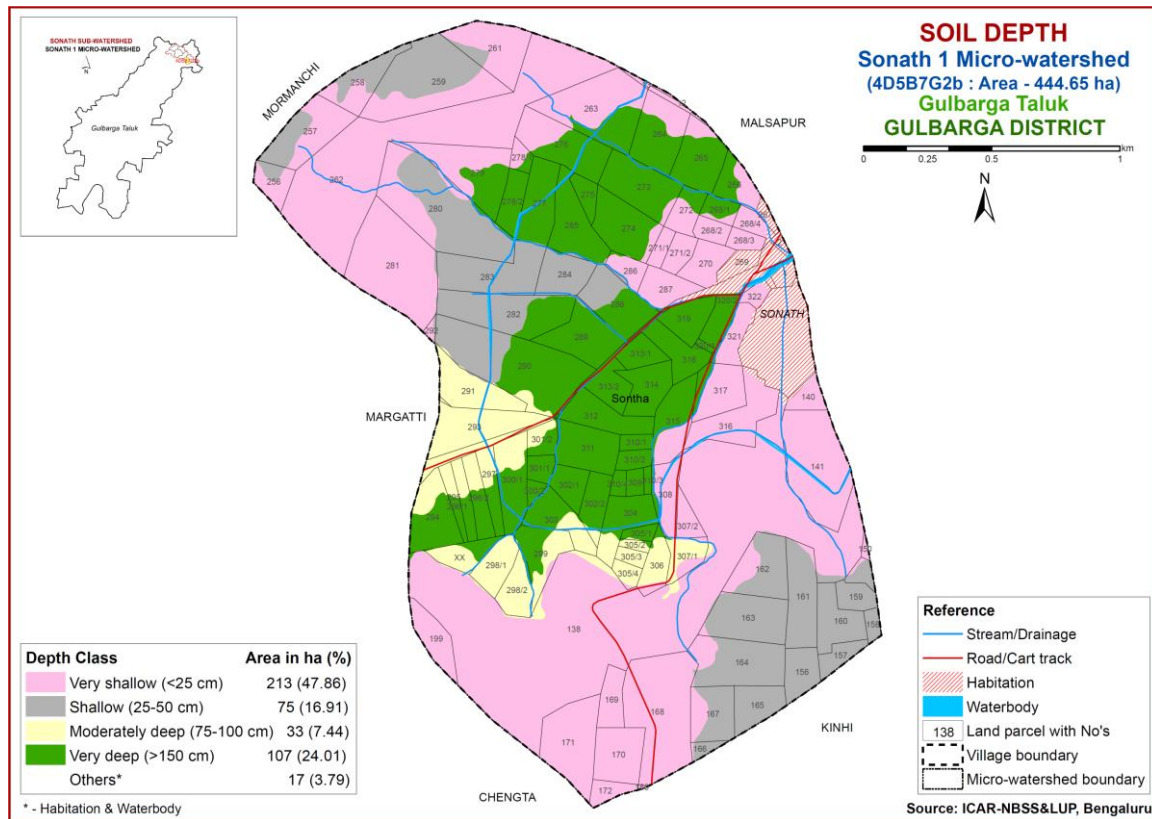 SONATH SUB-WATERSHED
SONATH 1 MICRO-WATERSHED
N
Gulbarga Taluk
SOIL DEPTH
Sonath 1 Micro-watershed
(4D5B7G2b : Area - 444.65 ha)
Gulbarga Taluk
GULBARGA DISTRICT
km
0 0.25 0.5 1
N
MORMANCHI
MALSAPUR
MARGATTI
KINHI
CHENGTA
SONATH
Sontha
261
258
259
257
256
262
263
264
265
276
278/1
273
275
278/2
277
285
274
272
268/1
268/2
268/4
268/3
271/1
271/2
270
269
280
281
283
284
286
287
282
292
290
291
293
319
318
313/1
313/2
314
312
315
311
310/1
322
321
317
316
140
141
301/2
301/1
302/1
302/2
304
308
307/2
307/1
305/2
305/3
305/4
306
297
294
XX
298/1
298/2
299
199
138
162
161
163
164
156
159
160
157
158
165
167
166
168
169
170
171
172
Depth Class Area in ha (%)
Very shallow (<25 cm) 213 (47.86)
Shallow (25-50 cm) 75 (16.91)
Moderately deep (75-100 cm) 33 (7.44)
Very deep (>150 cm) 107 (24.01)
Others* 17 (3.79)
* - Habitation & Waterbody
Reference
Stream/Drainage
Road/Cart track
Habitation
Waterbody
138 Land parcel with No's
Village boundary
Micro-watershed boundary
Source: ICAR-NBSS&LUP, Bengaluru